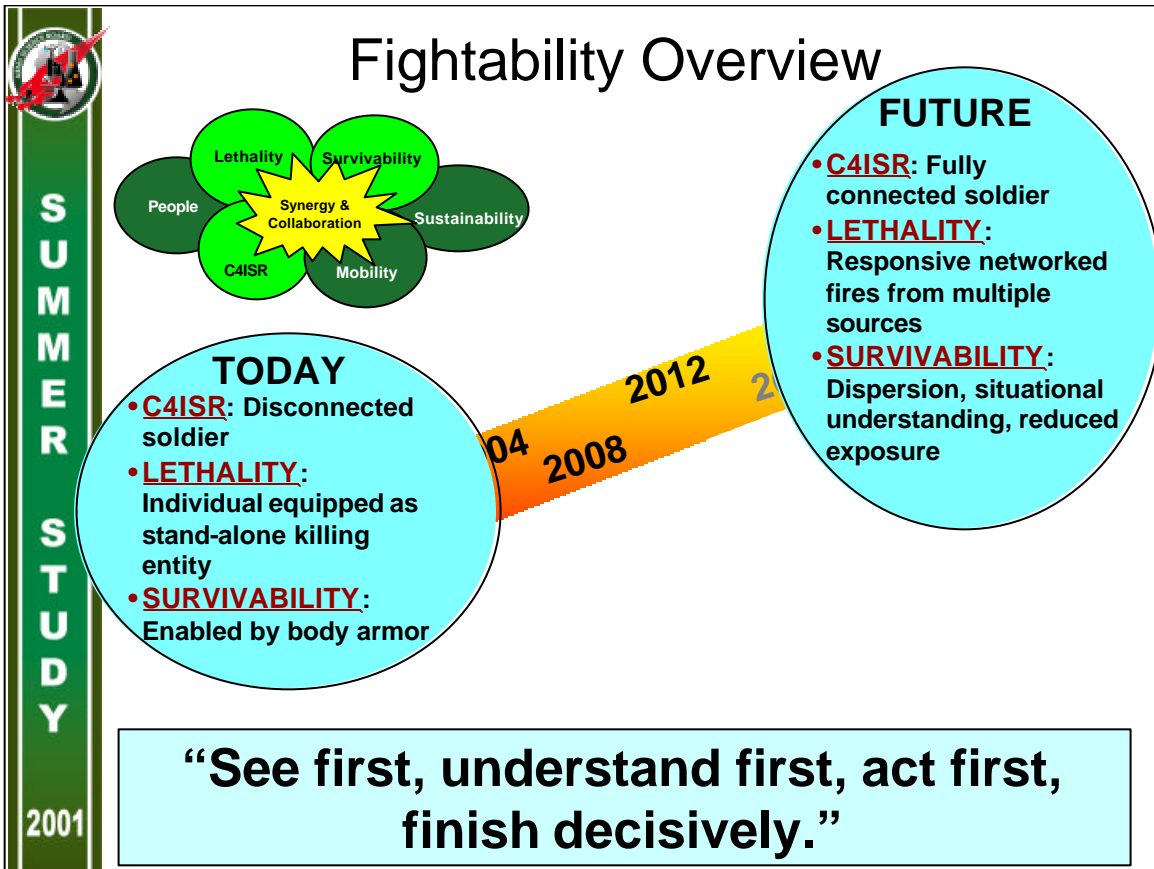 Fightability Overview
SUMMER STUDY
2001
Lethality
Survivability
People
Synergy &
Collaboration
Sustainability
C4ISR
Mobility
TODAY
•C4ISR: Disconnected
soldier
•LETHALITY:
Individual equipped as
stand-alone killing
entity
•SURVIVABILITY:
Enabled by body armor
04
2008
2012
FUTURE
•C4ISR: Fully
connected soldier
•LETHALITY:
Responsive networked
fires from multiple
sources
•SURVIVABILITY:
Dispersion, situational
understanding, reduced
exposure
“See first, understand first, act first,
finish decisively.”